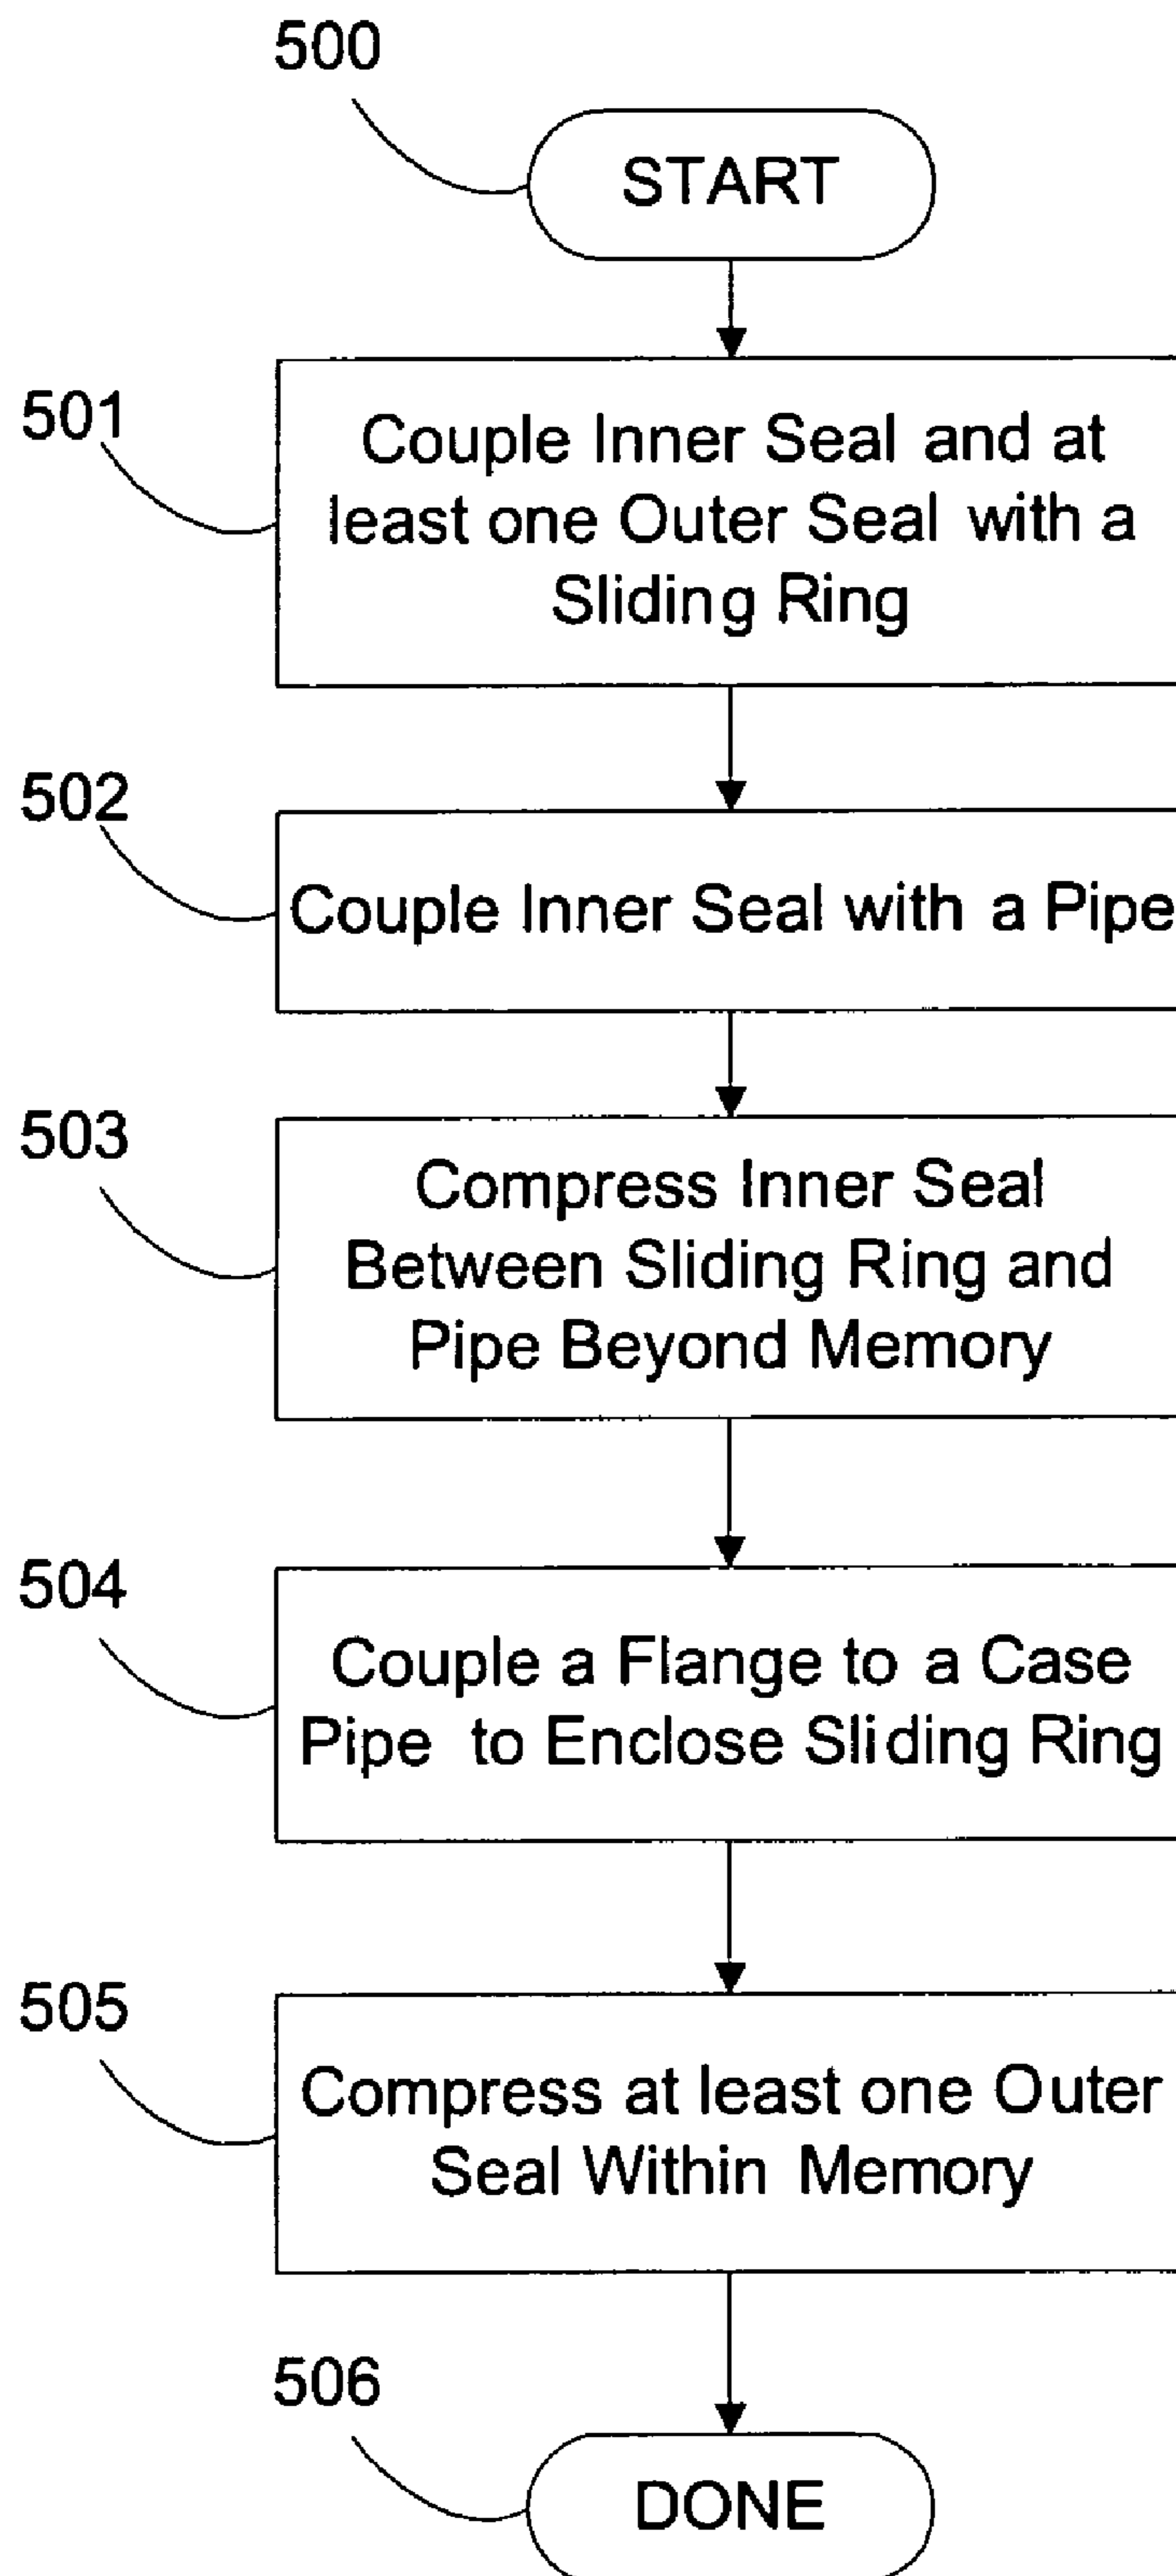 500
START
501
Couple Inner Seal and at
least one Outer Seal with a
Sliding Ring
502
Couple Inner Seal with a Pipe
503
Compress Inner Seal
Between Sliding Ring and
Pipe Beyond Memory
504
Couple a Flange to a Case
Pipe to Enclose Sliding Ring
505
Compress at least one Outer
Seal Within Memory
506
DONE